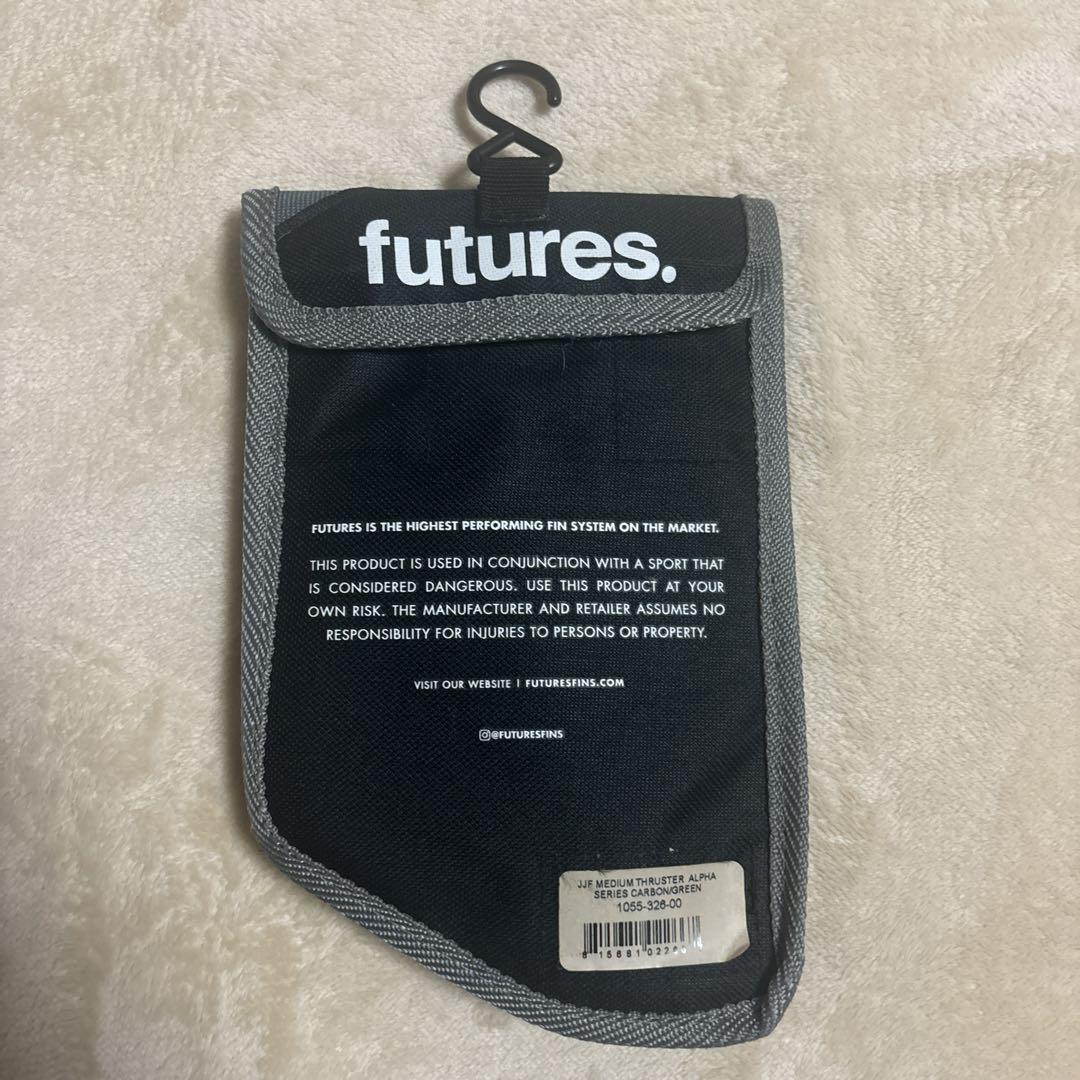 futures.
FUTURES IS THE HIGHEST PERFORMING FIN SYSTEM ON THE MARKET.
THIS PRODUCT IS USED IN CONJUNCTION WITH A SPORT THAT
IS CONSIDERED DANGEROUS. USE THIS PRODUCT AT YOUR
OWN RISK. THE MANUFACTURER AND RETAILER ASSUMES NO
RESPONSIBILITY FOR INJURIES TO PERSONS OR PROPERTY.
VISIT OUR WEBSITE | FUTURESFINS.COM
@FUTURESFINS
JJF MEDIUM THRUSTER ALPHA
SERIES CARBON/GREEN
1055-326-00